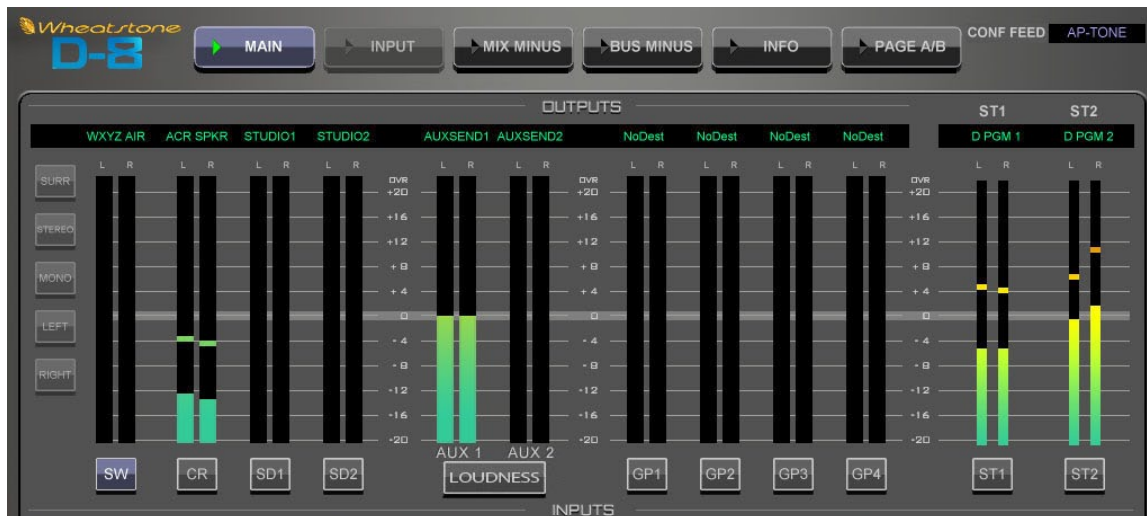 Wheatstone
D-8
MAIN INPUT MIX MINUS BUS MINUS INFO PAGE A/B
CONF FEED AP-TONE
OUTPUTS
ST1 ST2
WXYZ AIR ACR SPKR STUDIO1 STUDIO2 AUXSEND1 AUXSEND2 NoDest NoDest NoDest NoDest D PGM 1 D PGM 2
L R L R L R L R L R L R L R L R L R L R L R L R
SURR
STEREO
MONO
LEFT
RIGHT
OVR OVR OVR
+20 +20 +20
+16 +16 +16
+12 +12 +12
+ 8 + 8 + 8
+ 4 + 4 + 4
0 0 0
- 4 - 4 - 4
- 8 - 8 - 8
-12 -12 -12
-16 -16 -16
-20 -20 -20
AUX 1 AUX 2
SW CR SD1 SD2 LOUDNESS GP1 GP2 GP3 GP4 ST1 ST2
INPUTS